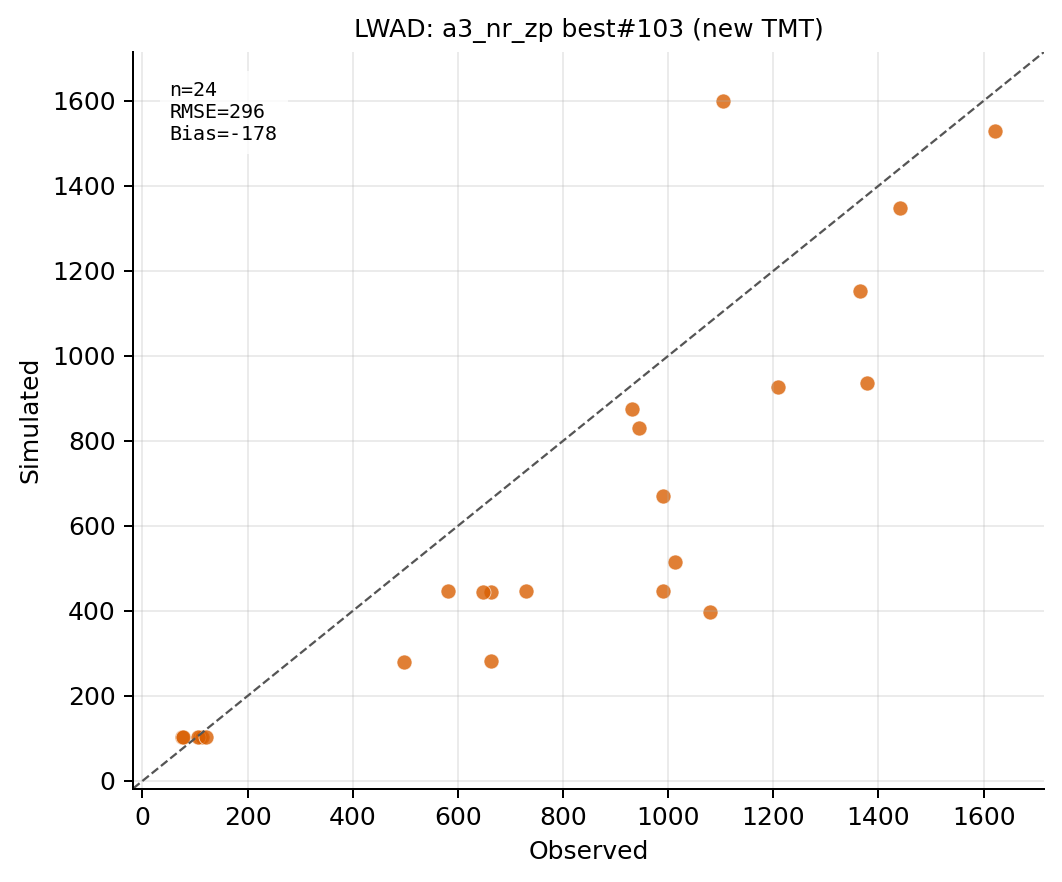 LWAD: a3_nr_zp best#103 (new TMT)
n=24
RMSE=296
Bias=-178
1600
1400
1200
1000
800
600
400
200
0
Simulated
0 200 400 600 800 1000 1200 1400 1600
Observed